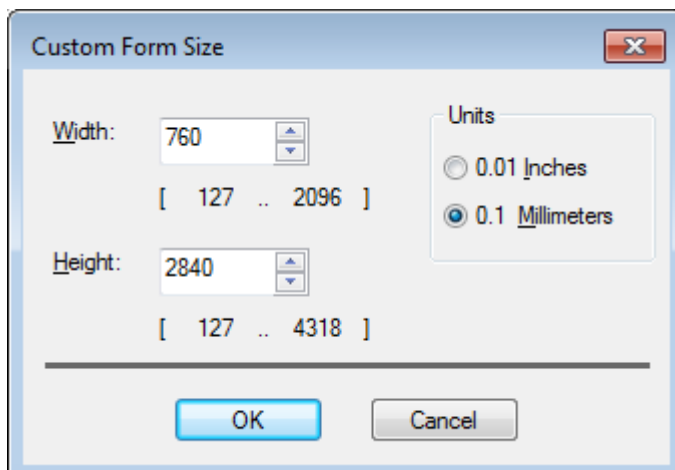 Custom Form Size
Width:
760
[ 127 .. 2096 ]
Height:
2840
[ 127 .. 4318 ]
Units
0.01 Inches
0.1 Millimeters
OK
Cancel